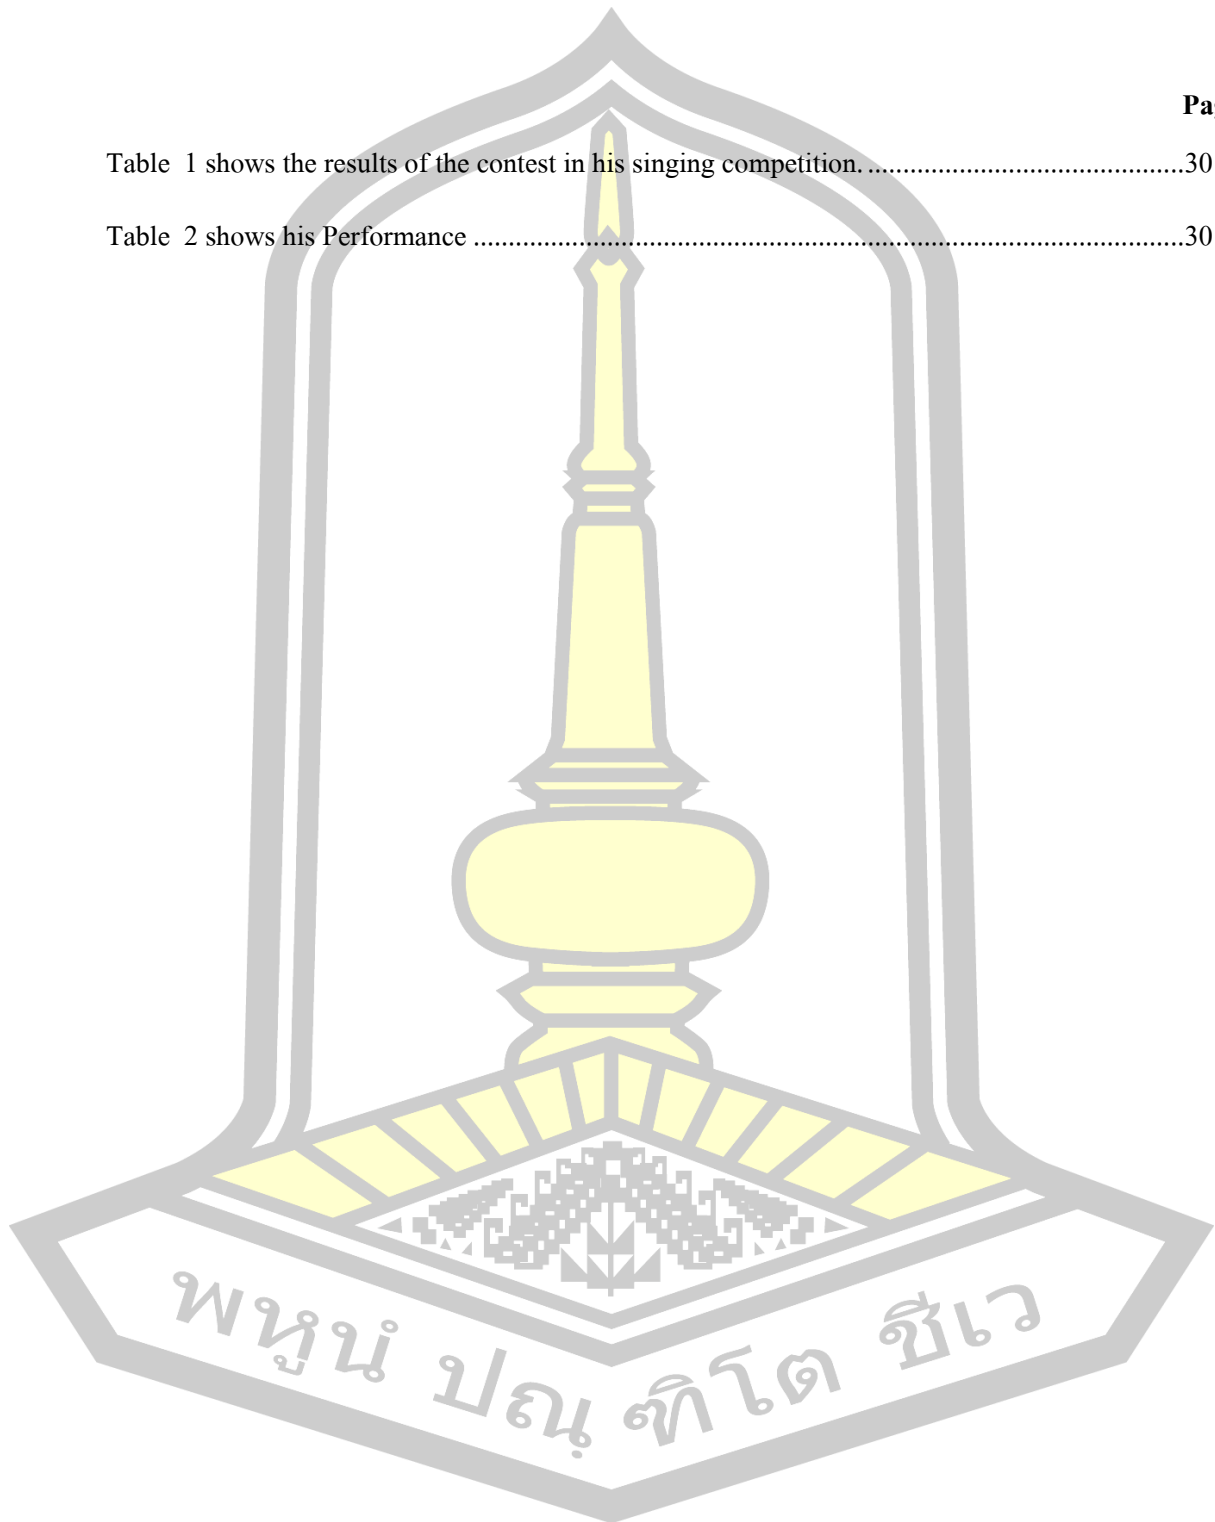 Pag
Table 1 shows the results of the contest in his singing competition. ............................................30
Table 2 shows his Performance ....................................................................................................30
พหูนํ ปณฺฑิโต ชีเว